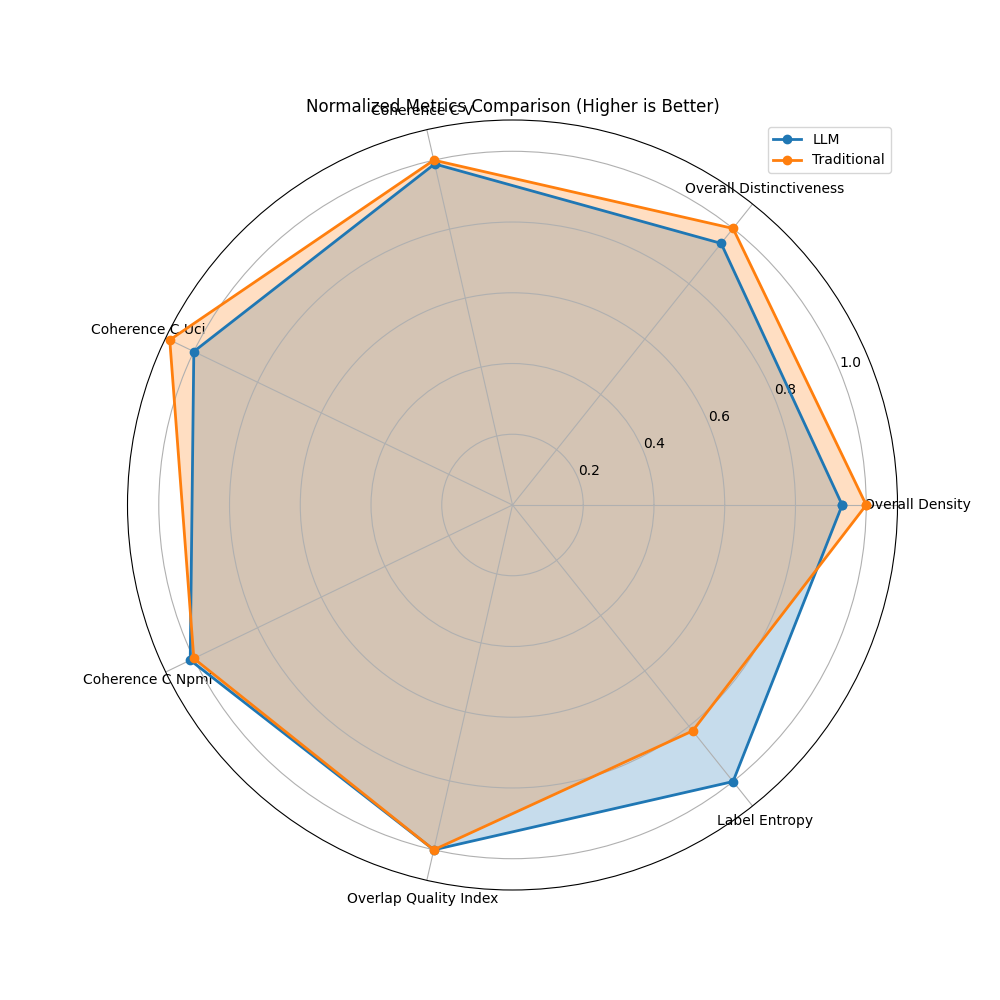 Normalized Metrics Comparison (Higher is Better)
Coherence C V
LLM
Traditional
Overall Distinctiveness
Coherence C Uci
1.0
0.8
0.6
0.4
0.2
Overall Density
Coherence C Npmi
Label Entropy
Overlap Quality Index